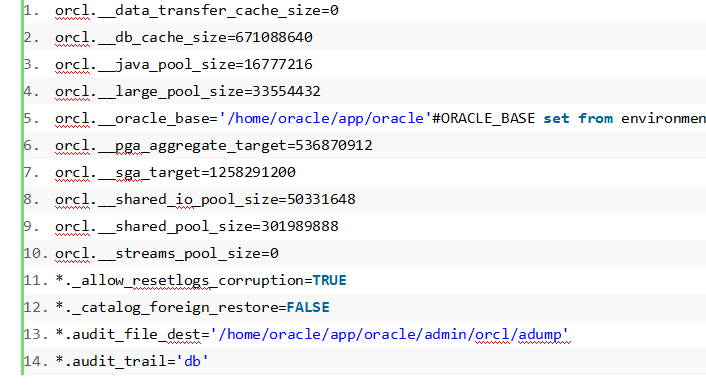 1. orcl.__data_transfer_cache_size=0
2. orcl.__db_cache_size=671088640
3. orcl.__java_pool_size=16777216
4. orcl.__large_pool_size=33554432
5. orcl.__oracle_base='/home/oracle/app/oracle'#ORACLE_BASE set from environmen
6. orcl.__pga_aggregate_target=536870912
7. orcl.__sga_target=1258291200
8. orcl.__shared_io_pool_size=50331648
9. orcl.__shared_pool_size=301989888
10. orcl.__streams_pool_size=0
11. *._allow_resetlogs_corruption=TRUE
12. *._catalog_foreign_restore=FALSE
13. *.audit_file_dest='/home/oracle/app/oracle/admin/orcl/adump'
14. *.audit_trail='db'